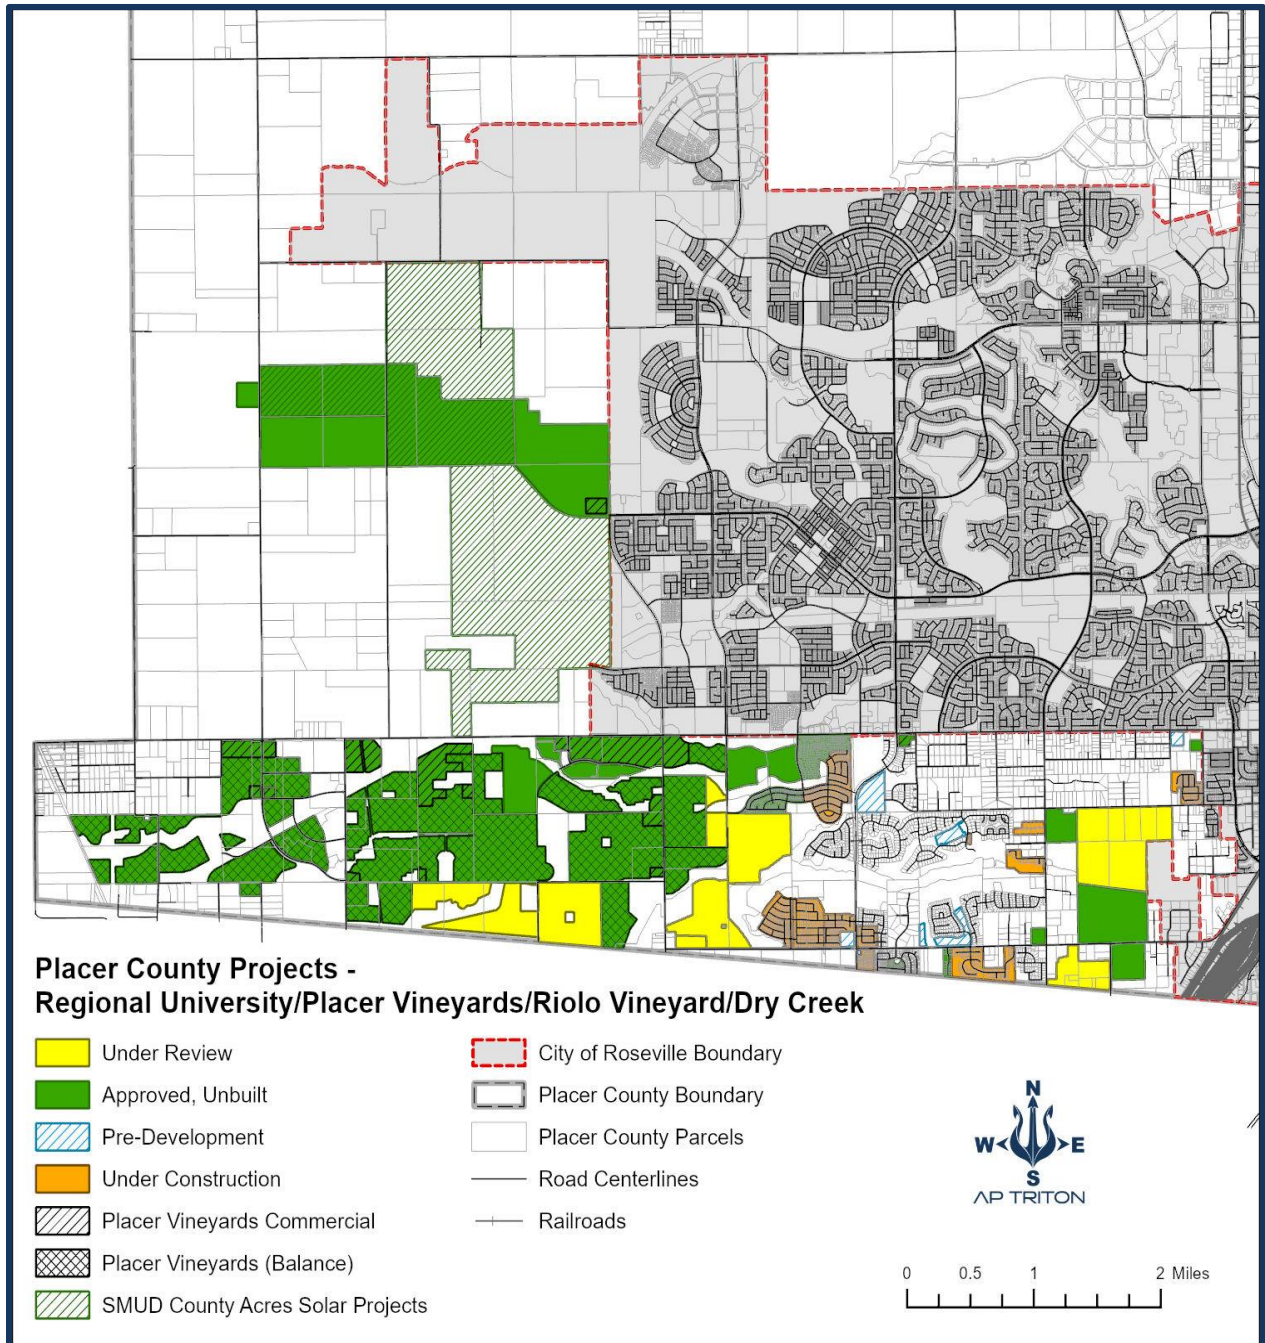 Placer County Projects -
Regional University/Placer Vineyards/Riolo Vineyard/Dry Creek
Under Review
Approved, Unbuilt
Pre-Development
Under Construction
Placer Vineyards Commercial
Placer Vineyards (Balance)
SMUD County Acres Solar Projects
City of Roseville Boundary
Placer County Boundary
Placer County Parcels
Road Centerlines
Railroads
N
W E
S
AP TRITON
0 0.5 1 2 Miles